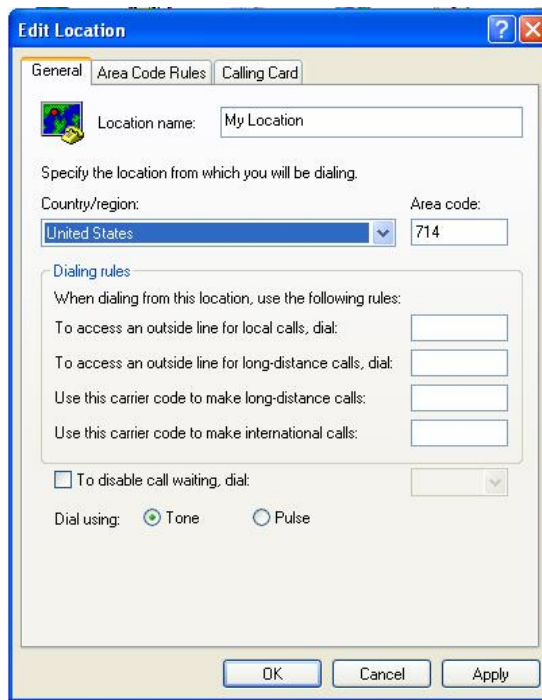 Edit Location
General Area Code Rules Calling Card
Location name: My Location
Specify the location from which you will be dialing.
Country/region: Area code:
United States 714
Dialing rules
When dialing from this location, use the following rules:
To access an outside line for local calls, dial:
To access an outside line for long-distance calls, dial:
Use this carrier code to make long-distance calls:
Use this carrier code to make international calls:
To disable call waiting, dial:
Dial using: Tone Pulse
OK Cancel Apply